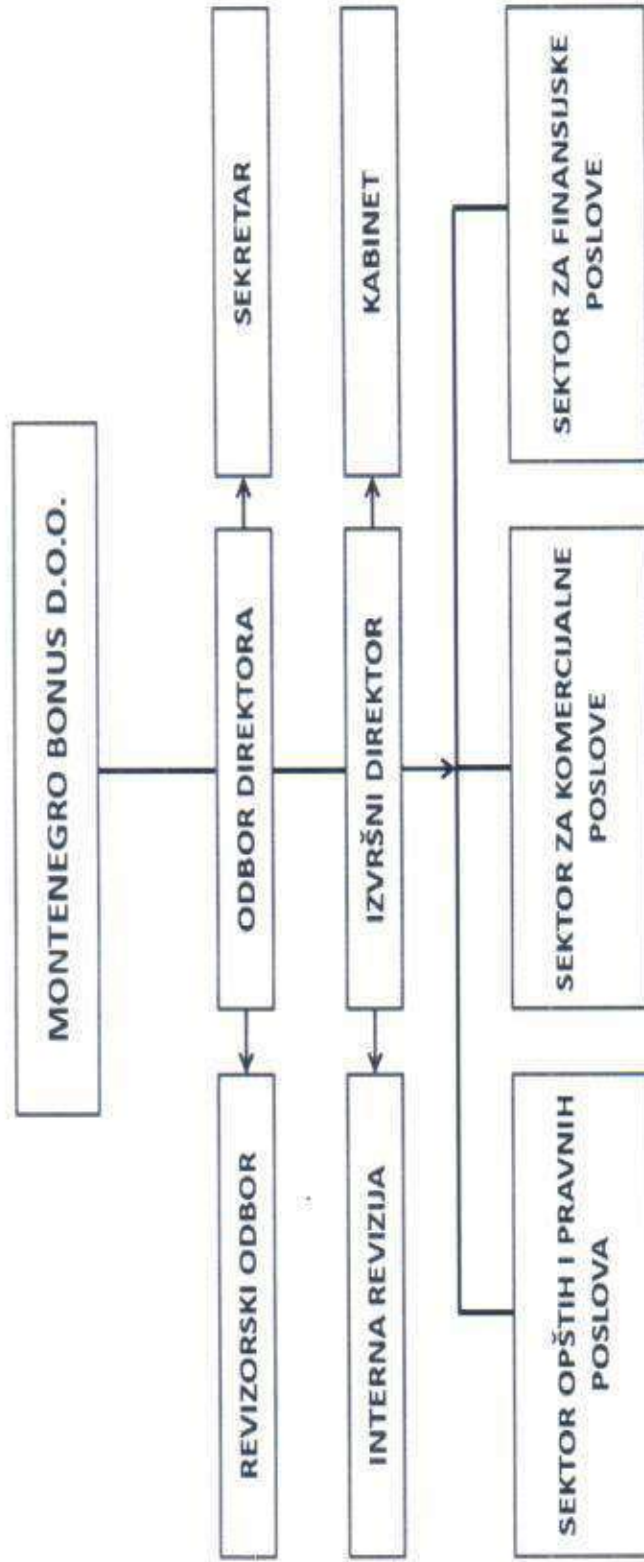 MONTENEGRO BONUS D.O.O.
REVIZORSKI ODBOR
ODBOR DIREKTORA
SEKRETAR
INTERNA REVIZIJA
IZVRŠNI DIREKTOR
KABINET
SEKTOR OPŠTIH I PRAVNIH
POSLOVA
SEKTOR ZA KOMERCIJALNE
POSLOVE
SEKTOR ZA FINANSIJSKE
POSLOVE